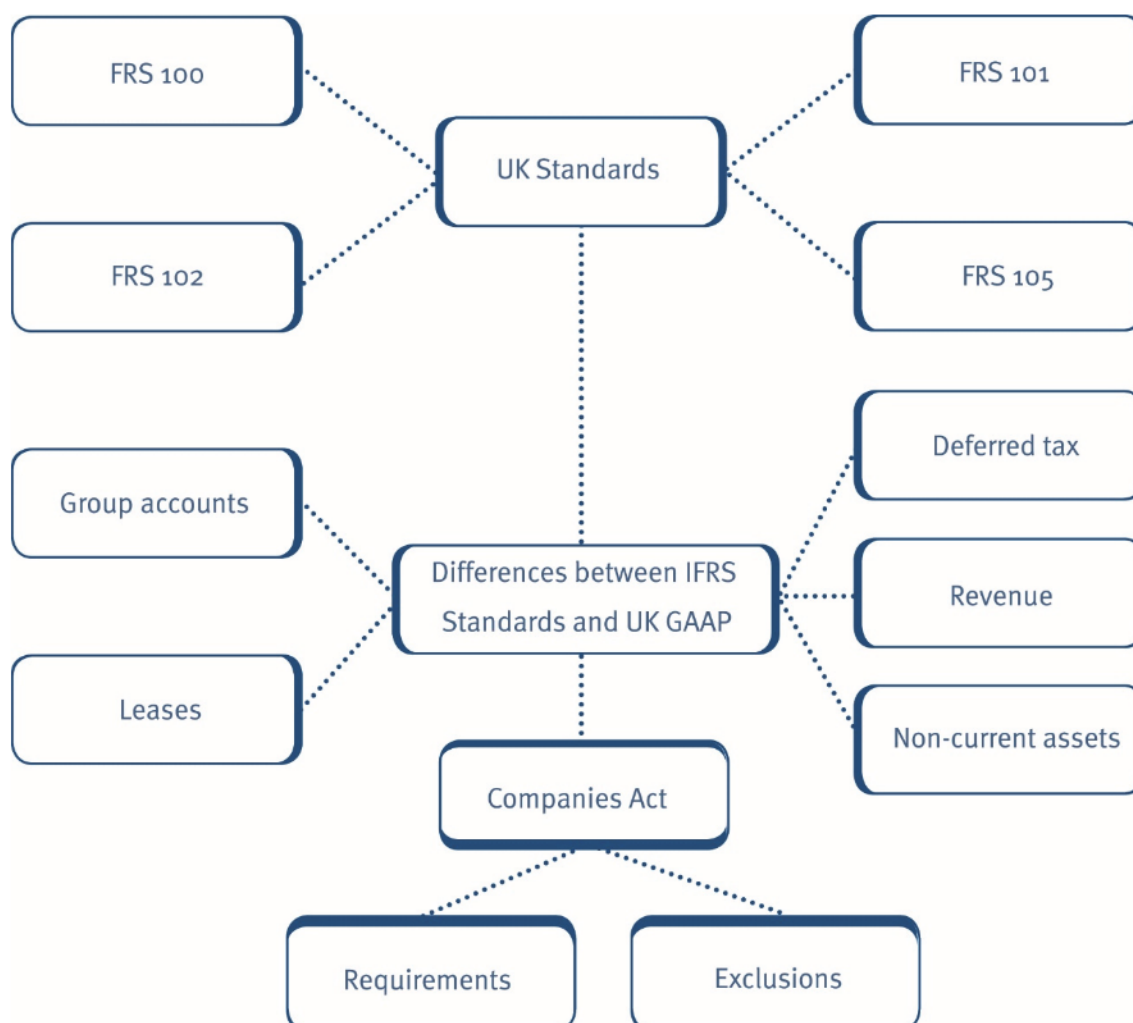 FRS 100
FRS 101
UK Standards
FRS 102
FRS 105
Deferred tax
Group accounts
Differences between IFRS
Standards and UK GAAP
Revenue
Leases
Non-current assets
Companies Act
Requirements
Exclusions